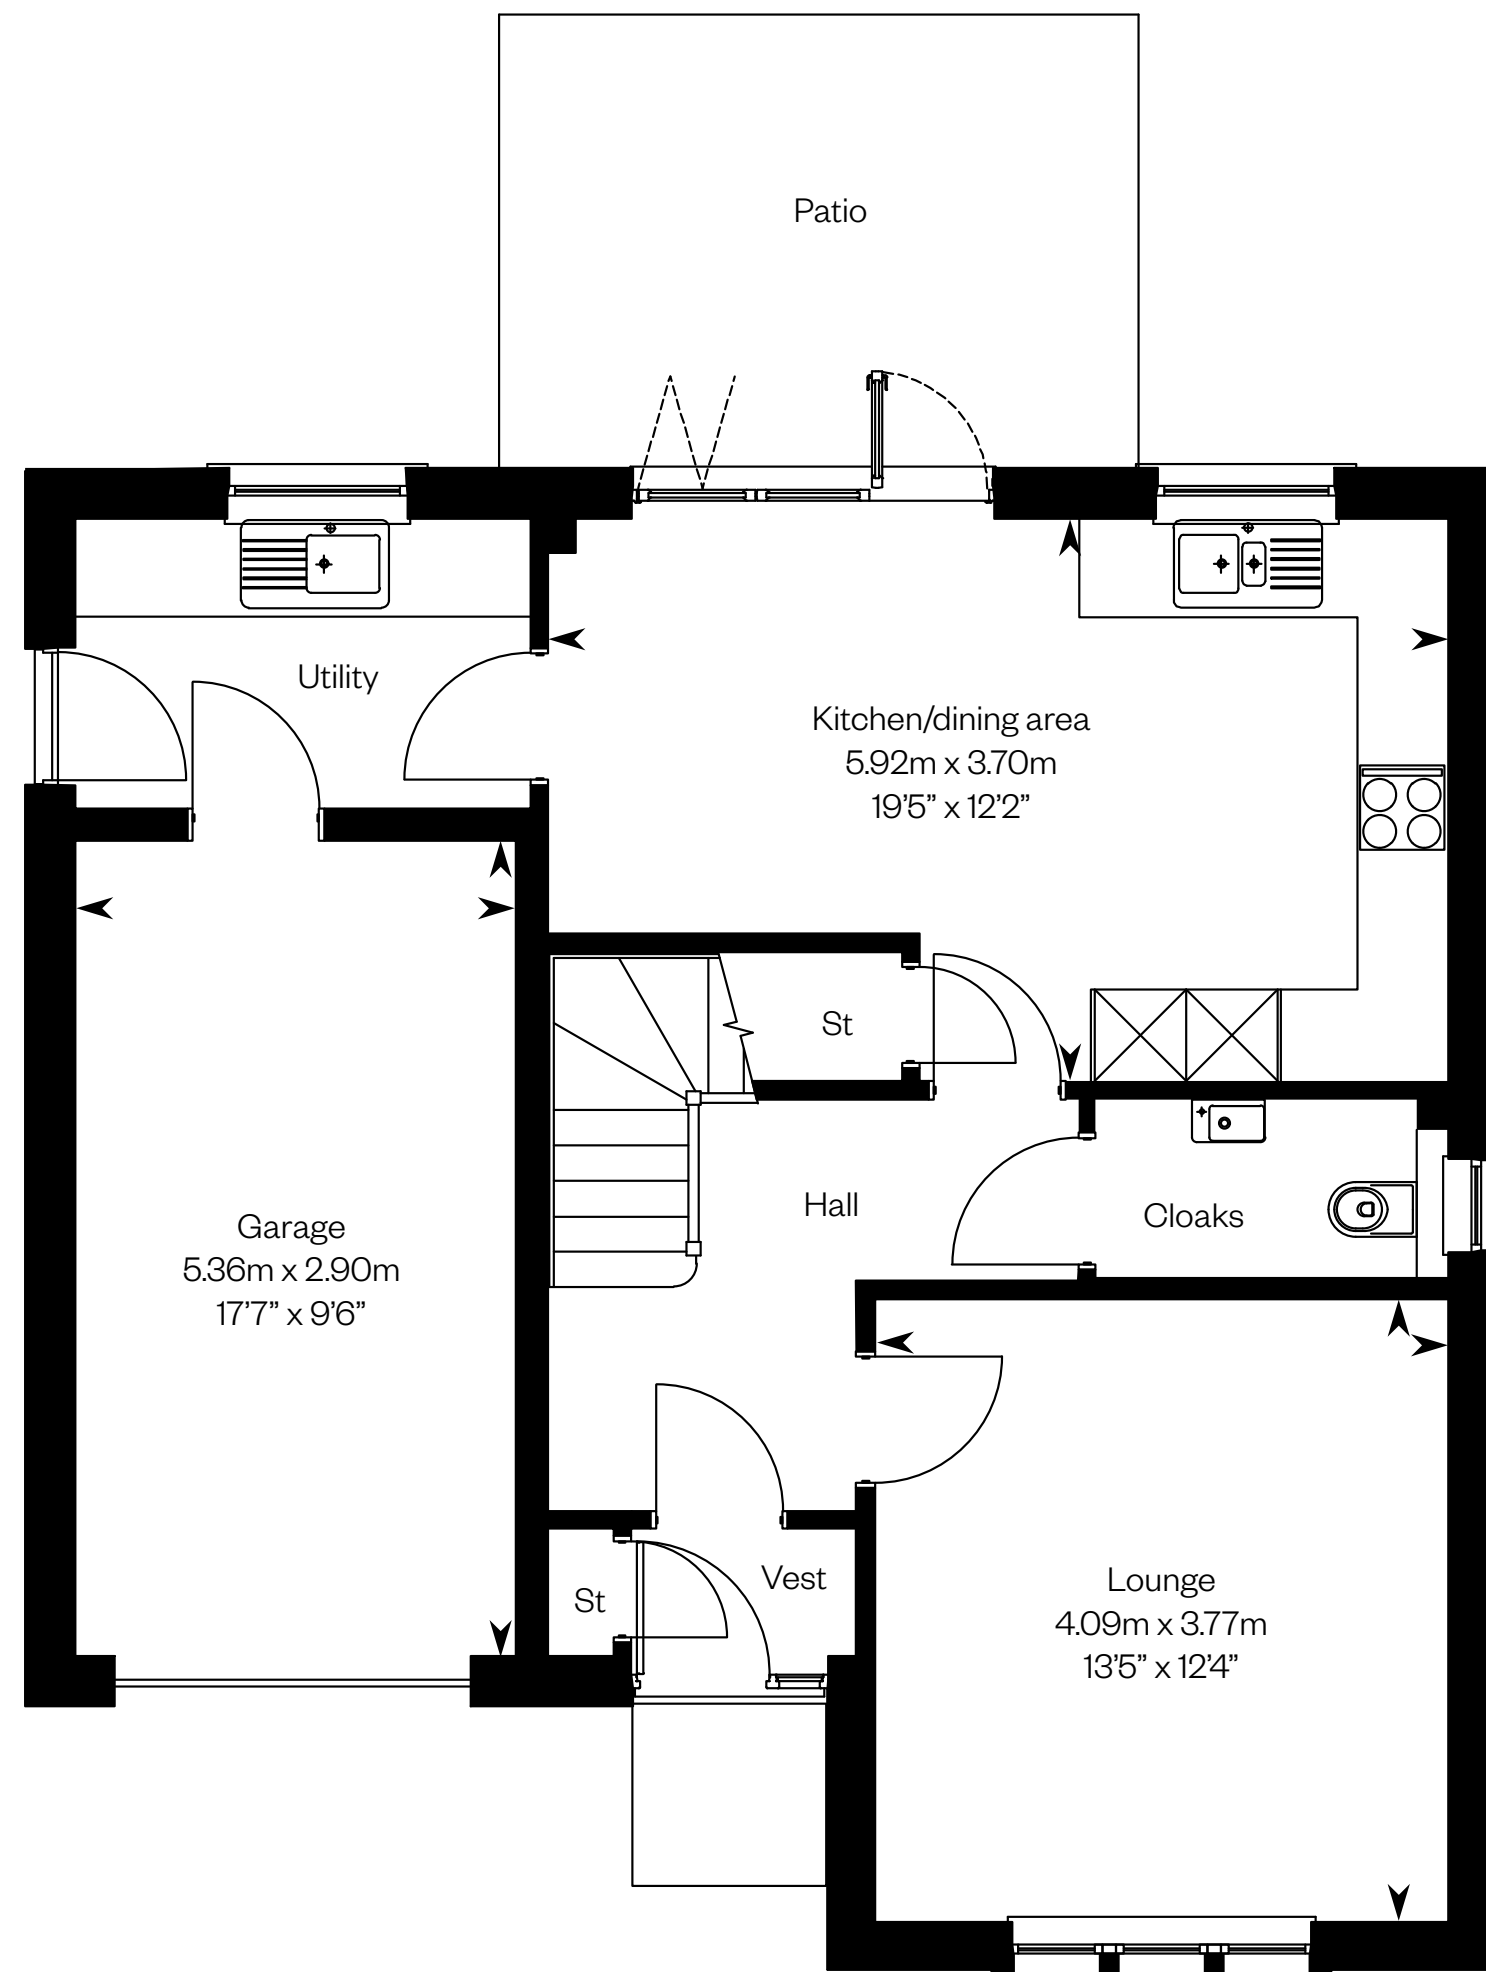 Patio
Utility
Kitchen/dining area
5.92m x 3.70m
19’5” x 12’2”
St
Hall
Cloaks
Garage
5.36m x 2.90m
17’7” x 9’6”
Vest
St
Lounge
4.09m x 3.77m
13’5” x 12’4”